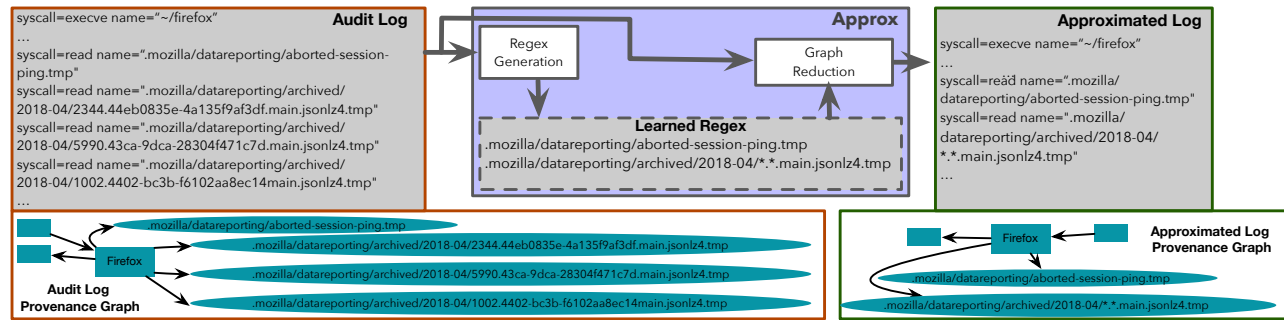 Audit Log
syscall=execve name="~/firefox"
...
syscall=read name=".mozilla/datareporting/aborted-session-
ping.tmp"
syscall=read name=".mozilla/datareporting/archived/
2018-04/2344.44eb0835e-4a135f9af3df.main.jsonlz4.tmp"
syscall=read name=".mozilla/datareporting/archived/
2018-04/5990.43ca-9dca-28304f471c7d.main.jsonlz4.tmp"
syscall=read name=".mozilla/datareporting/archived/
2018-04/1002.4402-bc3b-f6102aa8ec14main.jsonlz4.tmp"
...
Approx
Regex
Generation
Graph
Reduction
Learned Regex
.mozilla/datareporting/aborted-session-ping.tmp
.mozilla/datareporting/archived/2018-04/*.*.main.jsonlz4.tmp
Approximated Log
syscall=execve name="~/firefox"
...
syscall=read name=".mozilla/
datareporting/aborted-session-ping.tmp"
syscall=read name=".mozilla/
datareporting/archived/2018-04/
*.*.main.jsonlz4.tmp"
...
.mozilla/datareporting/aborted-session-ping.tmp
.mozilla/datareporting/archived/2018-04/2344.44eb0835e-4a135f9af3df.main.jsonlz4.tmp
Firefox
.mozilla/datareporting/archived/2018-04/5990.43ca-9dca-28304f471c7d.main.jsonlz4.tmp
.mozilla/datareporting/archived/2018-04/1002.4402-bc3b-f6102aa8ec14main.jsonlz4.tmp
Audit Log
Provenance Graph
Firefox
Approximated Log
Provenance Graph
.mozilla/datareporting/aborted-session-ping.tmp
.mozilla/datareporting/archived/2018-04/*.*.main.jsonlz4.tmp